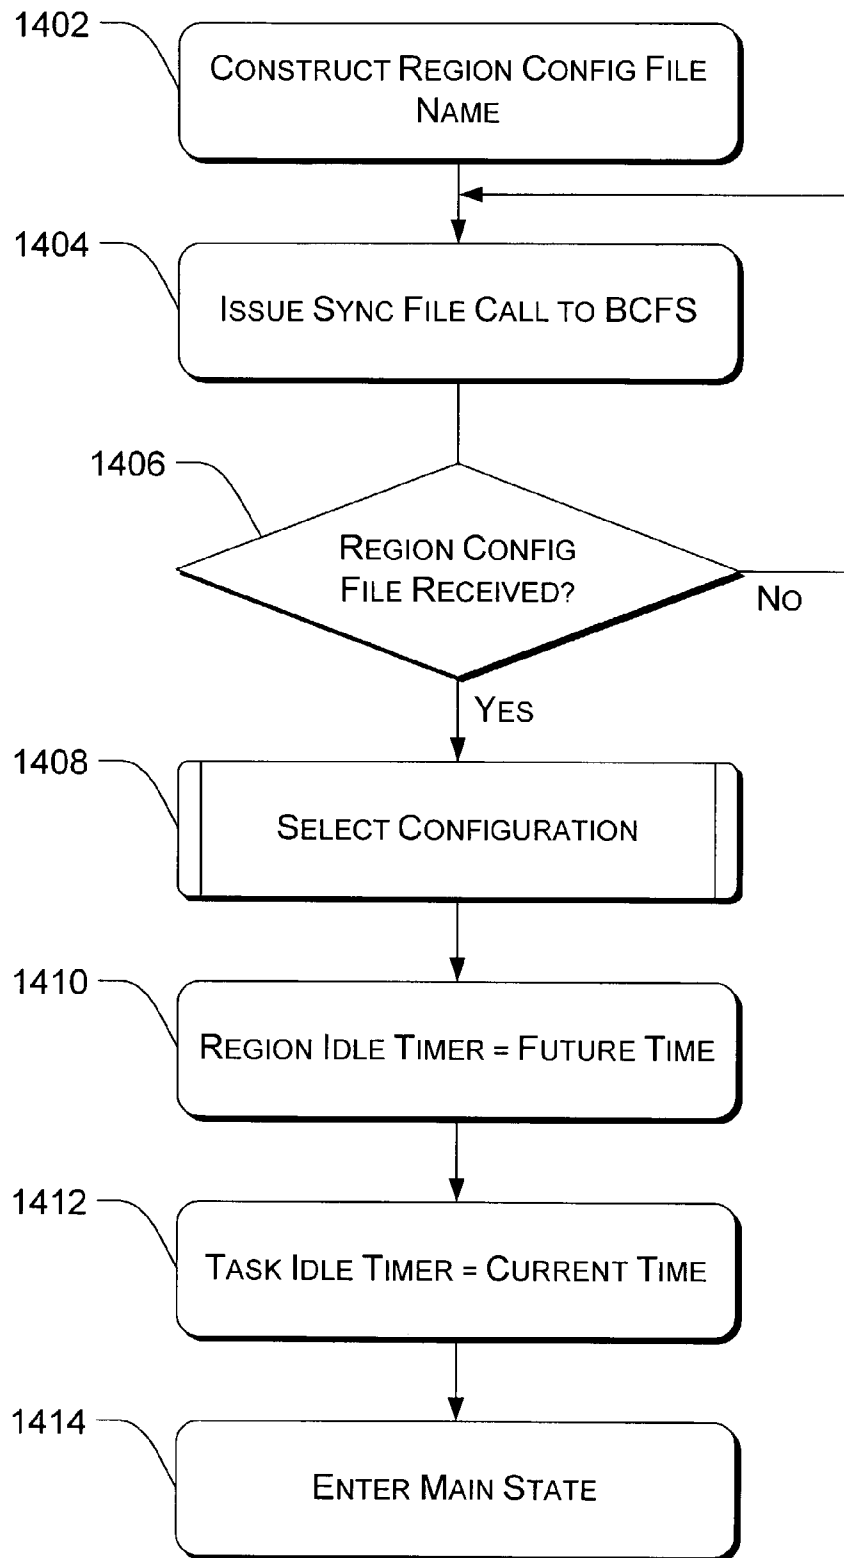 1402
CONSTRUCT REGION CONFIG FILE
NAME
1404
ISSUE SYNC FILE CALL TO BCFS
1406
REGION CONFIG
FILE RECEIVED?
NO
YES
1408
SELECT CONFIGURATION
1410
REGION IDLE TIMER = FUTURE TIME
1412
TASK IDLE TIMER = CURRENT TIME
1414
ENTER MAIN STATE